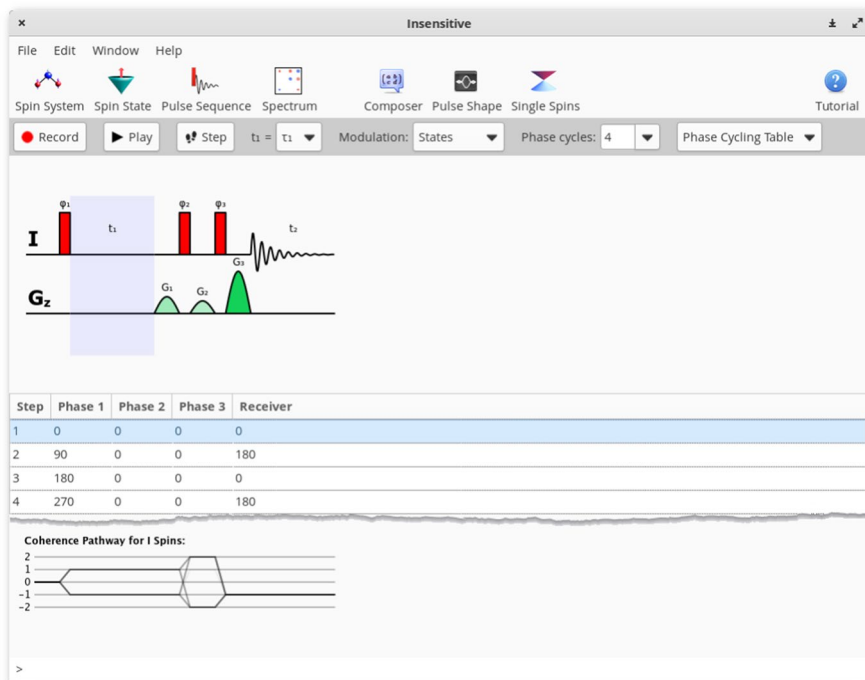 Insensitive
File Edit Window Help
Spin System Spin State Pulse Sequence Spectrum Composer Pulse Shape Single Spins Tutorial
Record Play Step t₁ = τ₁ Modulation: States Phase cycles: 4 Phase Cycling Table
φ₁ φ₂ φ₃
t₁ t₂
I
G₃
G₁ G₂
Gz
Step Phase 1 Phase 2 Phase 3 Receiver
1 0 0 0 0
2 90 0 0 180
3 180 0 0 0
4 270 0 0 180
Coherence Pathway for I Spins:
2
1
0
−1
−2
>